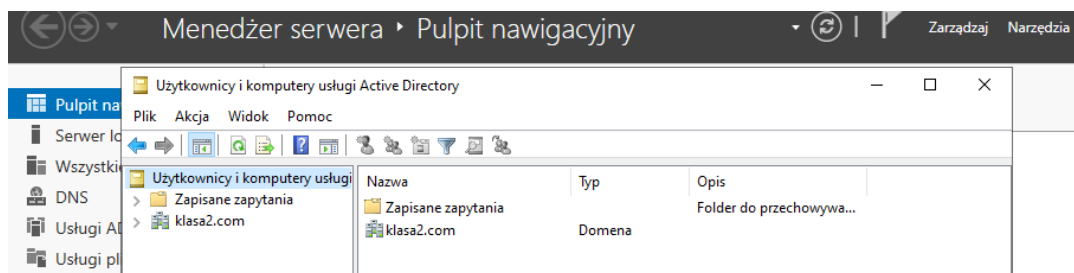 Menedżer serwera ‣ Pulpit nawigacyjny
Zarządzaj Narzędzia
Użytkownicy i komputery usługi Active Directory
Plik Akcja Widok Pomoc
Pulpit na
Serwer lo
Wszystkie
DNS
Usługi AD
Usługi pl
Użytkownicy i komputery usługi
Zapisane zapytania
klasa2.com
Nazwa Typ Opis
Zapisane zapytania Folder do przechowywa...
klasa2.com Domena